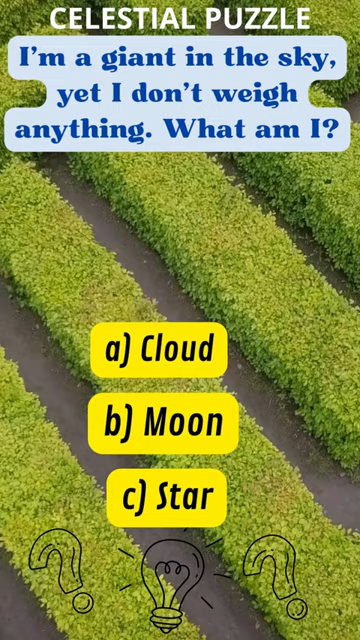 CELESTIAL PUZZLE
I’m a giant in the sky,
yet I don’t weigh
anything. What am I?
a) Cloud
b) Moon
c) Star
? ?